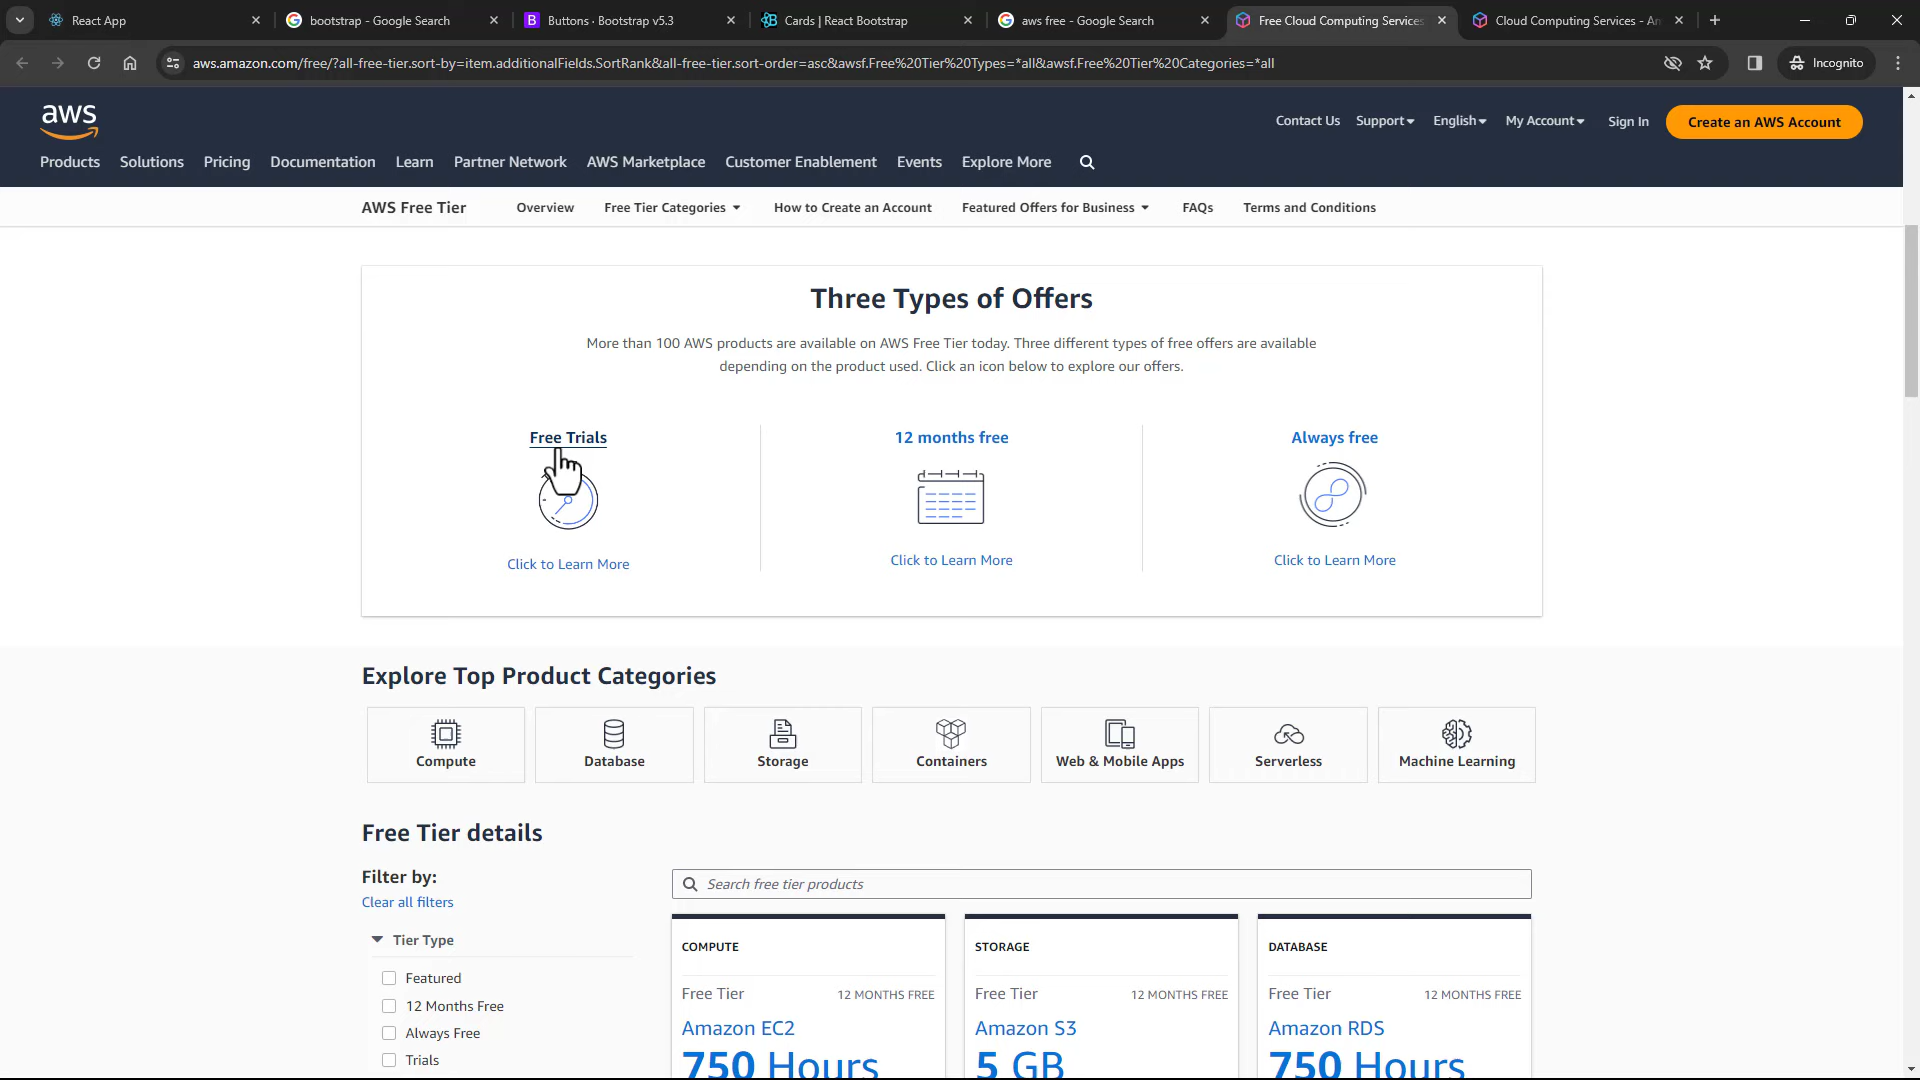 React App
bootstrap - Google Search
B Buttons · Bootstrap v5.3
Cards | React Bootstrap
aws free - Google Search
Free Cloud Computing Services
Cloud Computing Services - Am
aws.amazon.com/free/?all-free-tier.sort-by=item.additionalFields.SortRank&all-free-tier.sort-order=asc&awsf.Free%20Tier%20Types=*all&awsf.Free%20Tier%20Categories=*all
Incognito
aws
Contact Us
Support
English
My Account
Sign In
Create an AWS Account
Products
Solutions
Pricing
Documentation
Learn
Partner Network
AWS Marketplace
Customer Enablement
Events
Explore More
AWS Free Tier
Overview
Free Tier Categories
How to Create an Account
Featured Offers for Business
FAQs
Terms and Conditions
Three Types of Offers
More than 100 AWS products are available on AWS Free Tier today. Three different types of free offers are available
depending on the product used. Click an icon below to explore our offers.
Free Trials
12 months free
Always free
Click to Learn More
Click to Learn More
Click to Learn More
Explore Top Product Categories
Compute
Database
Storage
Containers
Web & Mobile Apps
Serverless
Machine Learning
Free Tier details
Filter by:
Clear all filters
Tier Type
Featured
12 Months Free
Always Free
Trials
Search free tier products
COMPUTE
Free Tier
12 MONTHS FREE
Amazon EC2
750 Hours
STORAGE
Free Tier
12 MONTHS FREE
Amazon S3
5 GB
DATABASE
Free Tier
12 MONTHS FREE
Amazon RDS
750 Hours